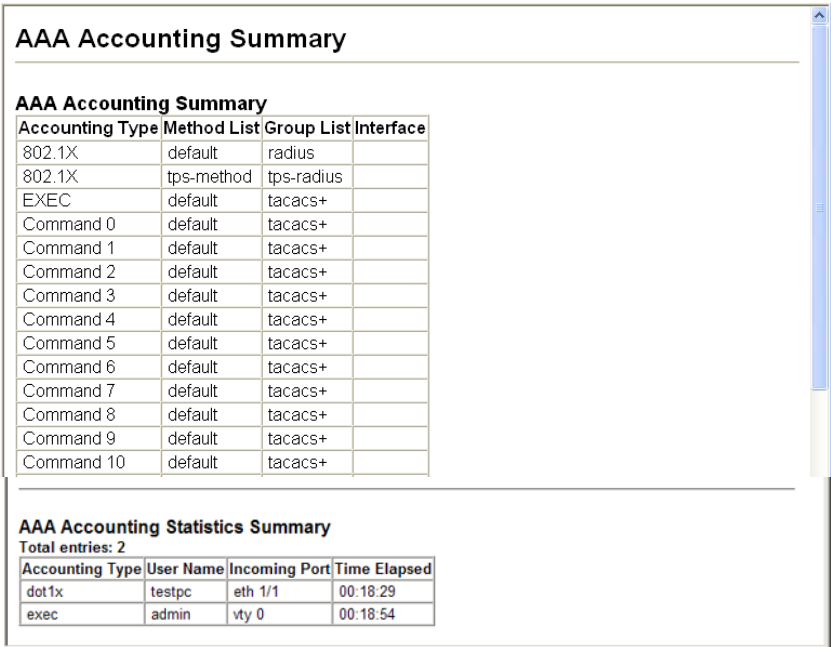 AAA Accounting Summary
AAA Accounting Summary
Accounting Type Method List Group List Interface
802.1X default radius
802.1X tps-method tps-radius
EXEC default tacacs+
Command 0 default tacacs+
Command 1 default tacacs+
Command 2 default tacacs+
Command 3 default tacacs+
Command 4 default tacacs+
Command 5 default tacacs+
Command 6 default tacacs+
Command 7 default tacacs+
Command 8 default tacacs+
Command 9 default tacacs+
Command 10 default tacacs+
AAA Accounting Statistics Summary
Total entries: 2
Accounting Type User Name Incoming Port Time Elapsed
dot1x testpc eth 1/1 00:18:29
exec admin vty 0 00:18:54